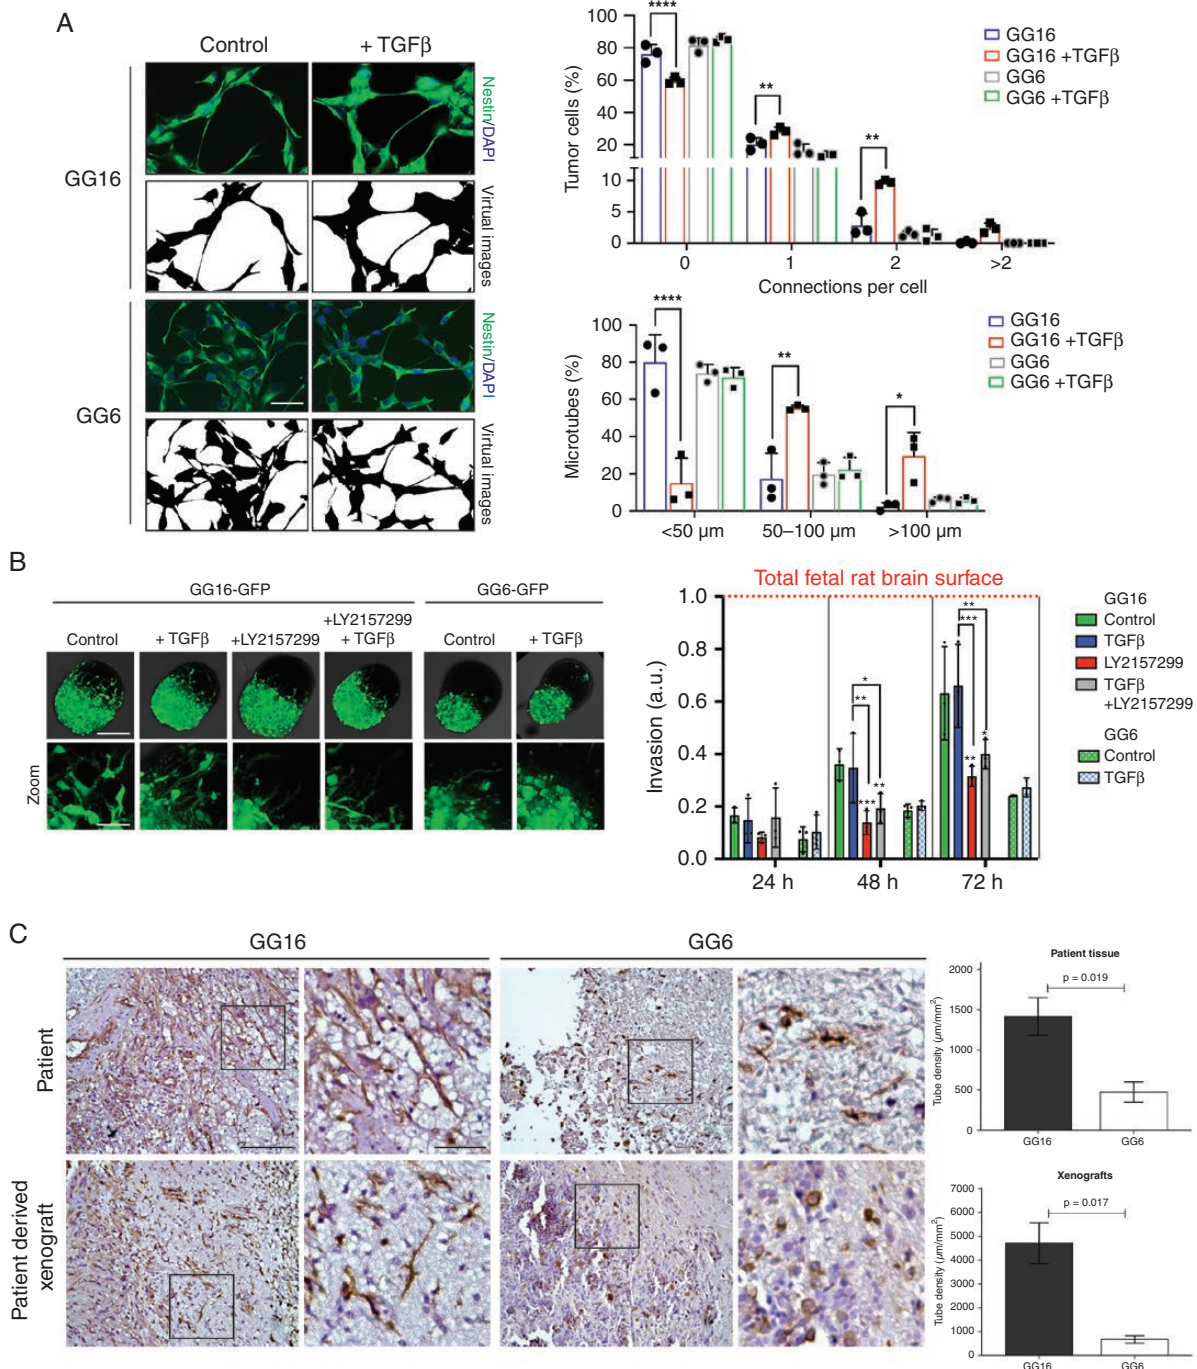 A
Control
+ TGFβ
GG16
Nestin/DAPI
Virtual images
GG6
Nestin/DAPI
Virtual images
Tumor cells (%)
100
80
60
40
20
10
5
0
****
**
**
0 1 2 >2
Connections per cell
GG16
GG16 +TGFβ
GG6
GG6 +TGFβ
Microtubes (%)
100
80
60
40
20
0
****
**
*
<50 µm 50–100 µm >100 µm
GG16
GG16 +TGFβ
GG6
GG6 +TGFβ
B
GG16-GFP
GG6-GFP
Control
+ TGFβ
+LY2157299
+LY2157299
+ TGFβ
Control
+ TGFβ
Zoom
Total fetal rat brain surface
Invasion (a.u.)
1.0
0.8
0.6
0.4
0.2
0.0
*
**
***
**
**
***
**
*
24 h 48 h 72 h
GG16
Control
TGFβ
LY2157299
TGFβ
+LY2157299
GG6
Control
TGFβ
C
GG16
GG6
Patient
Patient derived
xenograft
Patient tissue
p = 0.019
Tube density (µm/mm²)
2000
1500
1000
500
0
GG16 GG6
Xenografts
p = 0.017
Tube density (µm/mm²)
7000
6000
5000
4000
3000
2000
1000
0
GG16 GG6